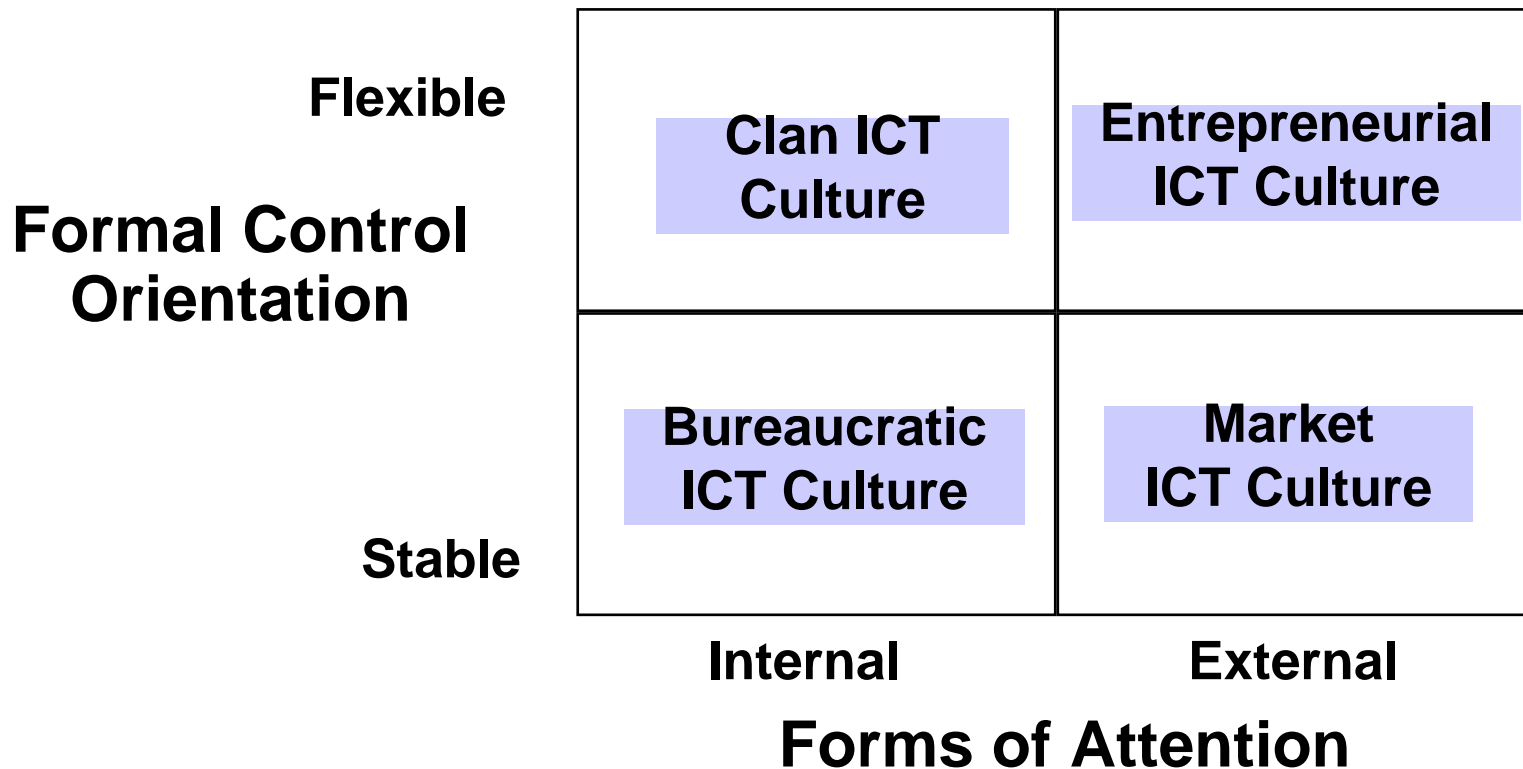 Flexible
Clan ICT
Culture
Entrepreneurial
ICT Culture
Formal Control
Orientation
Bureaucratic
ICT Culture
Market
ICT Culture
Stable
Internal
External
Forms of Attention